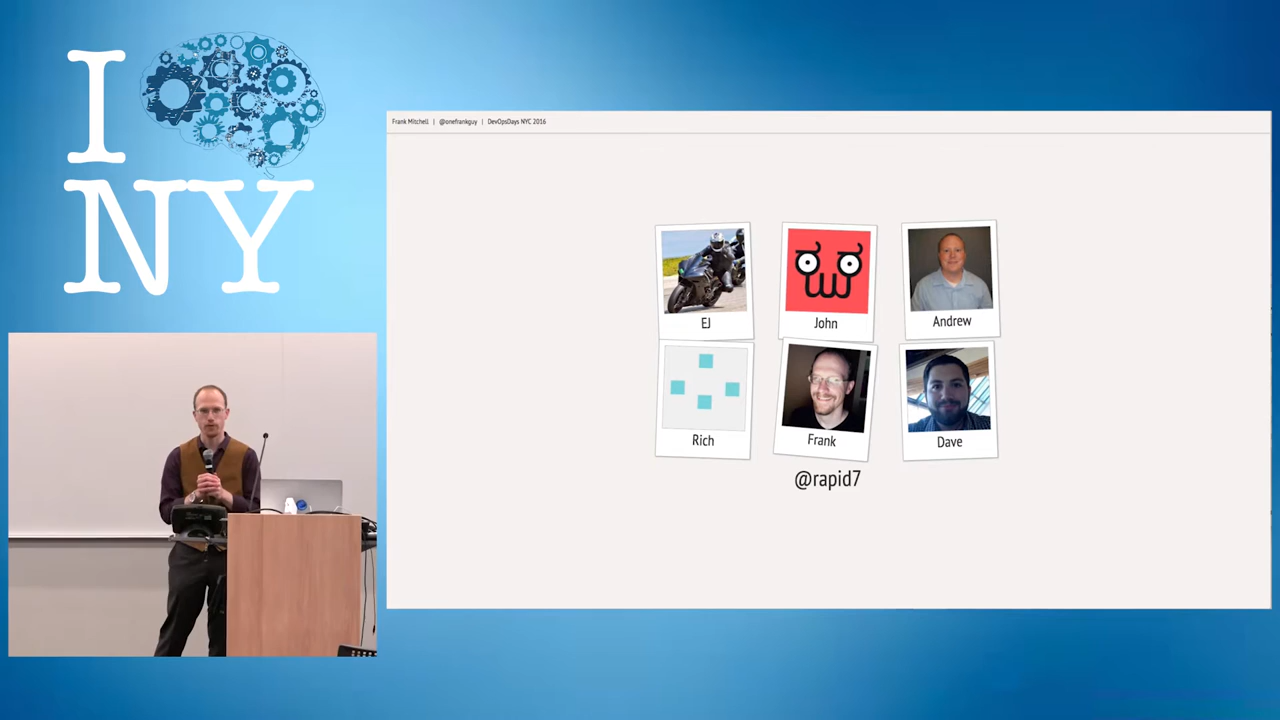 I
NY
Frank Mitchell | @onefrankguy | DevOpsDays NYC 2016
EJ
John
Andrew
Rich
Frank
Dave
@rapid7